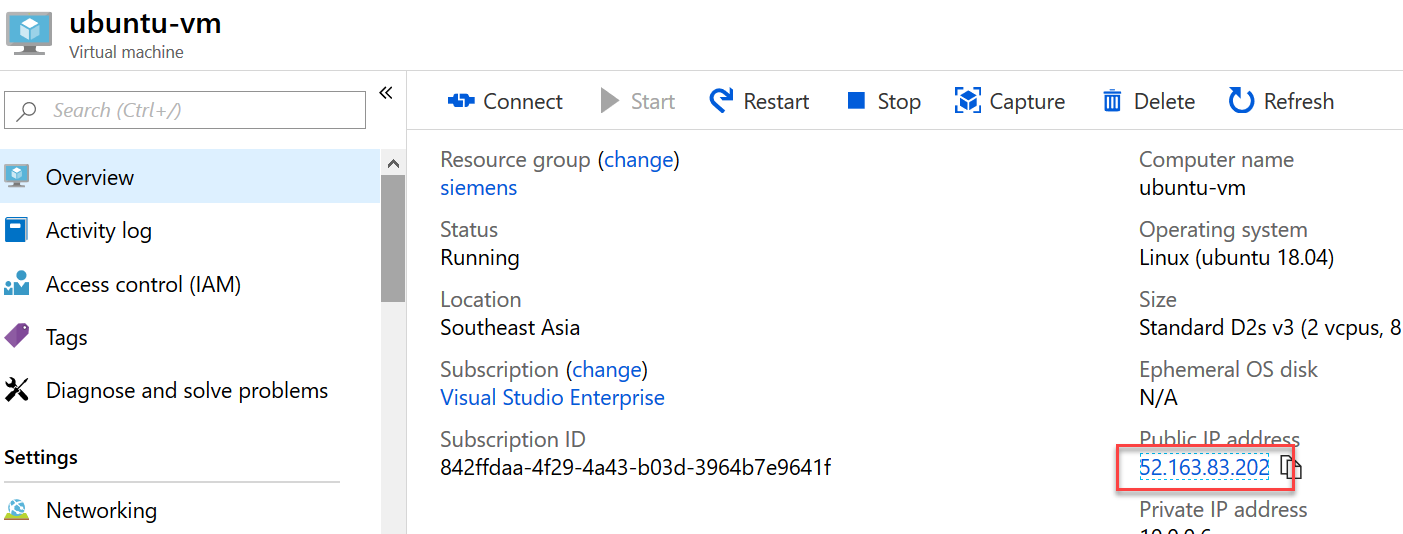 ubuntu-vm
Virtual machine
Search (Ctrl+/)
«
Overview
Activity log
Access control (IAM)
Tags
Diagnose and solve problems
Settings
Networking
Connect Start Restart Stop Capture Delete Refresh
Resource group (change)
siemens
Status
Running
Location
Southeast Asia
Subscription (change)
Visual Studio Enterprise
Subscription ID
842ffdaa-4f29-4a43-b03d-3964b7e9641f
Computer name
ubuntu-vm
Operating system
Linux (ubuntu 18.04)
Size
Standard D2s v3 (2 vcpus, 8
Ephemeral OS disk
N/A
Public IP address
52.163.83.202
Private IP address